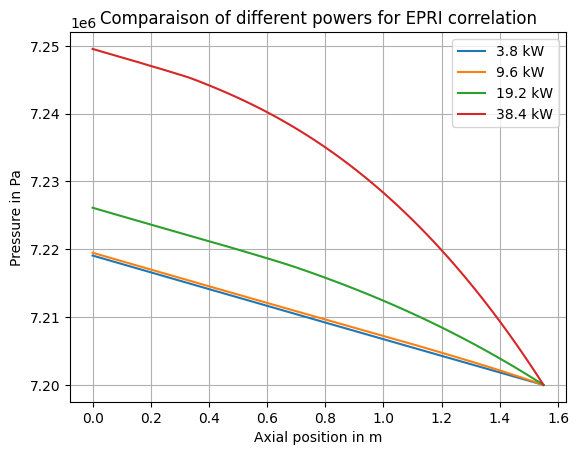 Comparaison of different powers for EPRI correlation
1e6
7.25
7.24
7.23
7.22
7.21
7.20
Pressure in Pa
3.8 kW
9.6 kW
19.2 kW
38.4 kW
0.0 0.2 0.4 0.6 0.8 1.0 1.2 1.4 1.6
Axial position in m